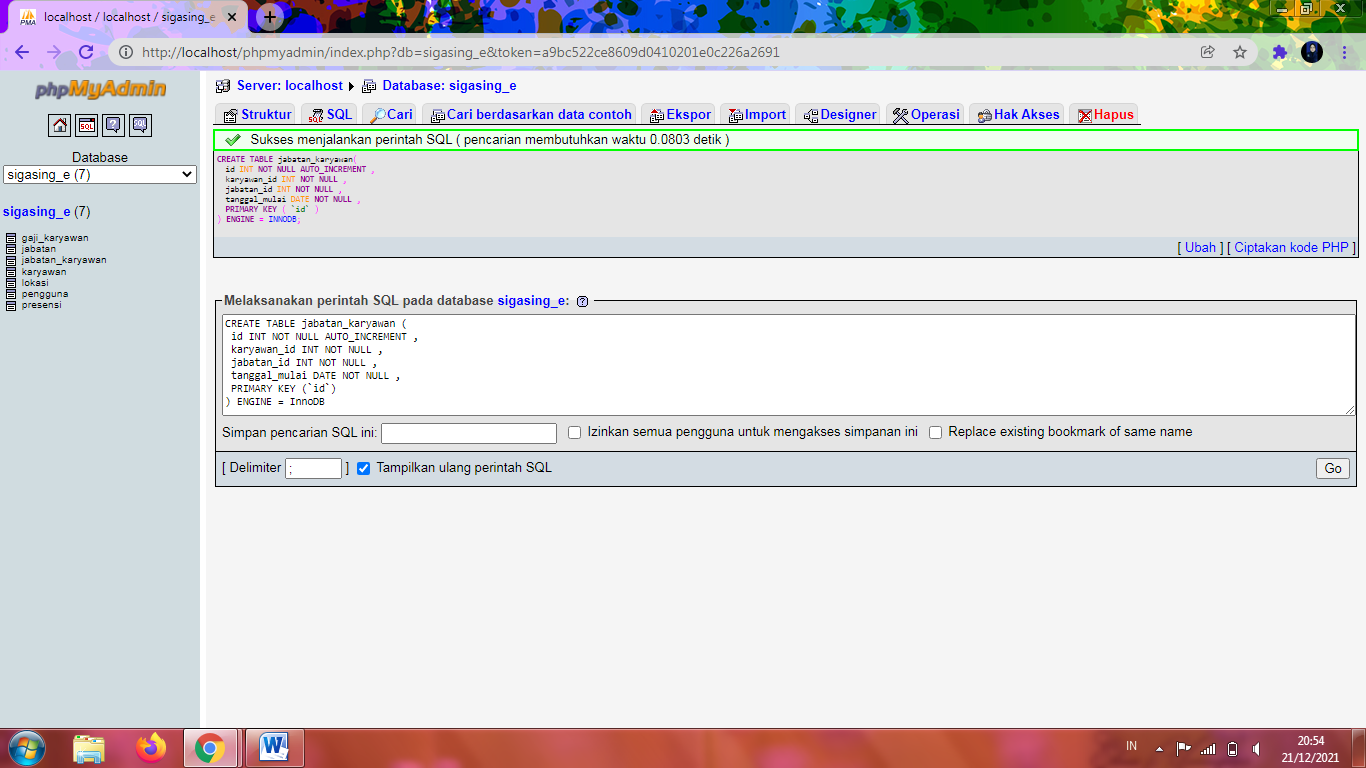 localhost / localhost / sigasing_e
http://localhost/phpmyadmin/index.php?db=sigasing_e&token=a9bc522ce8609d0410201e0c226a2691
phpMyAdmin
SQL
Database
sigasing_e (7)
sigasing_e (7)
gaji_karyawan
jabatan
jabatan_karyawan
karyawan
lokasi
pengguna
presensi
Server: localhost Database: sigasing_e
Struktur SQL Cari Cari berdasarkan data contoh Ekspor Import Designer Operasi Hak Akses Hapus
Sukses menjalankan perintah SQL ( pencarian membutuhkan waktu 0.0803 detik )
CREATE TABLE jabatan_karyawan(
id INT NOT NULL AUTO_INCREMENT ,
karyawan_id INT NOT NULL ,
jabatan_id INT NOT NULL ,
tanggal_mulai DATE NOT NULL ,
PRIMARY KEY ( `id` )
) ENGINE = INNODB;
[ Ubah ] [ Ciptakan kode PHP ]
Melaksanakan perintah SQL pada database sigasing_e:
CREATE TABLE jabatan_karyawan (
id INT NOT NULL AUTO_INCREMENT ,
karyawan_id INT NOT NULL ,
jabatan_id INT NOT NULL ,
tanggal_mulai DATE NOT NULL ,
PRIMARY KEY (`id`)
) ENGINE = InnoDB
Simpan pencarian SQL ini: Izinkan semua pengguna untuk mengakses simpanan ini Replace existing bookmark of same name
[ Delimiter ; ] Tampilkan ulang perintah SQL Go
IN
20:54
21/12/2021